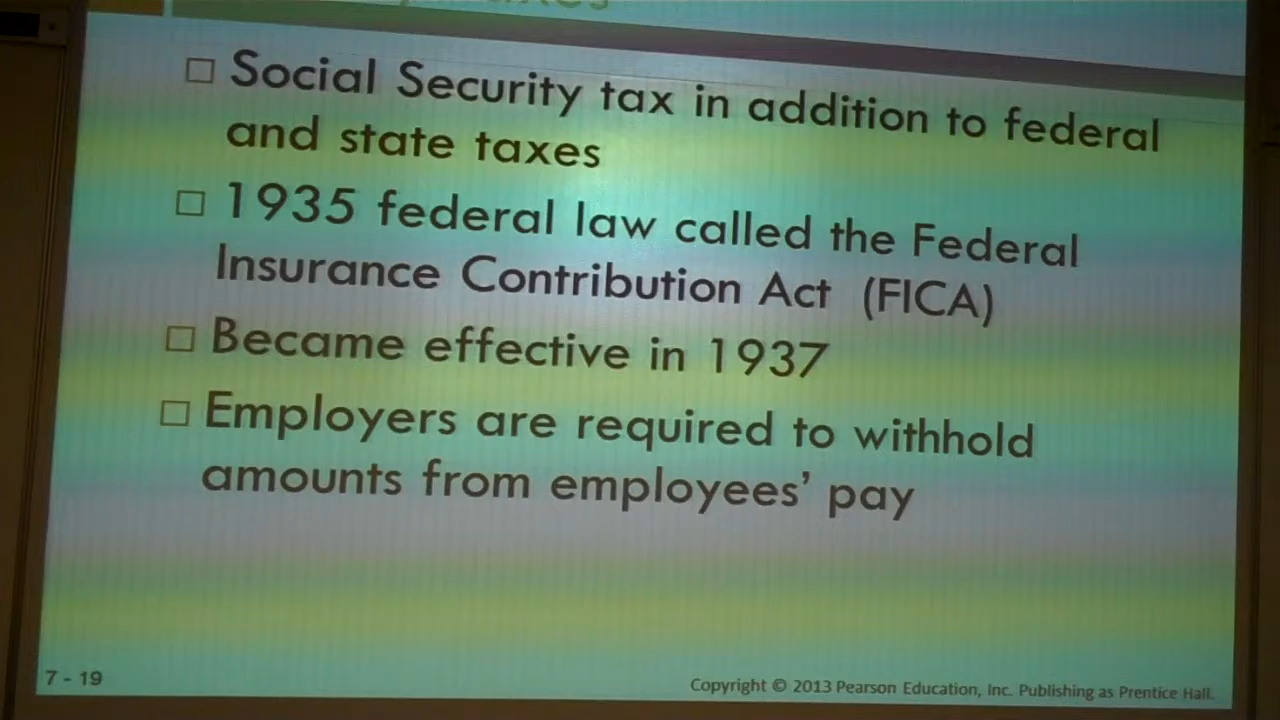 Social Security tax in addition to federal
and state taxes
1935 federal law called the Federal
Insurance Contribution Act (FICA)
Became effective in 1937
Employers are required to withhold
amounts from employees' pay
7 - 19
Copyright © 2013 Pearson Education, Inc. Publishing as Prentice Hall.